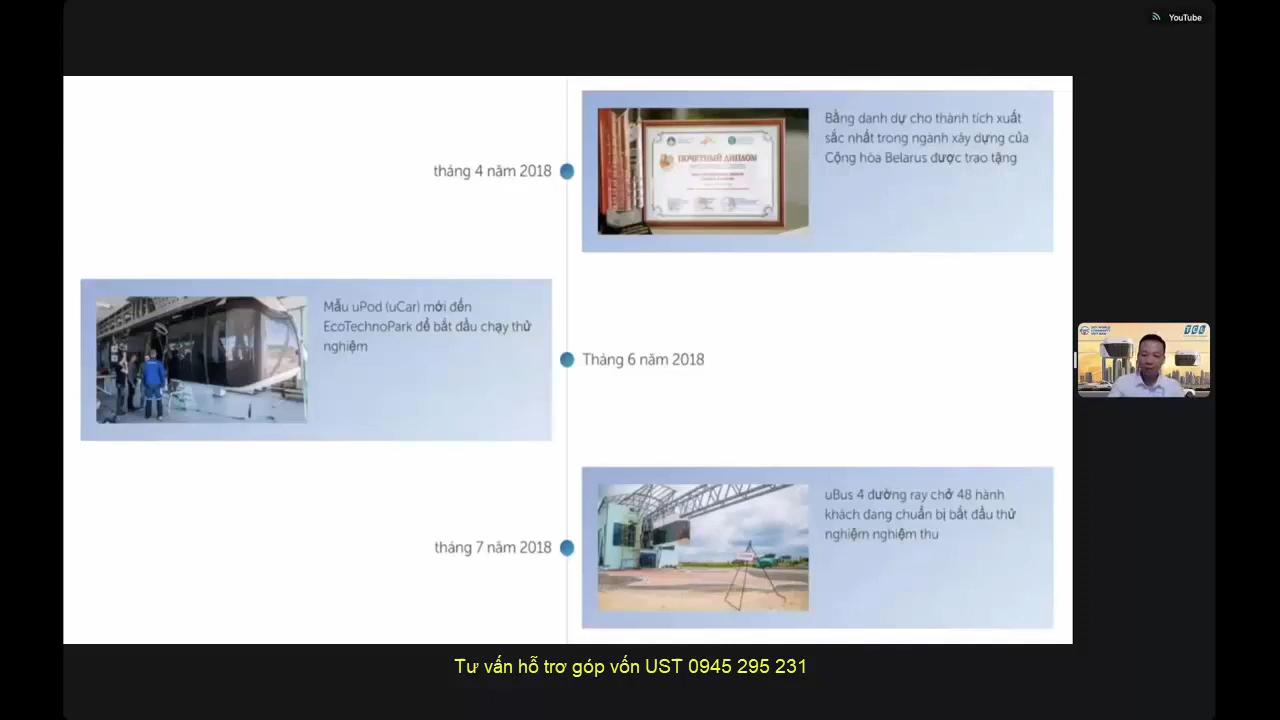 YouTube
Bằng danh dự cho thành tích xuất
sắc nhất trong ngành xây dựng của
Cộng hòa Belarus được trao tặng
ПОЧЕТНЫЙ ДИПЛОМ
tháng 4 năm 2018
Mẫu uPod (uCar) mới đến
EcoTechnoPark để bắt đầu chạy thử
nghiệm
Tháng 6 năm 2018
uBus 4 đường ray chở 48 hành
khách đang chuẩn bị bắt đầu thử
nghiệm nghiệm thu
tháng 7 năm 2018
Tư vấn hỗ trơ góp vốn UST 0945 295 231